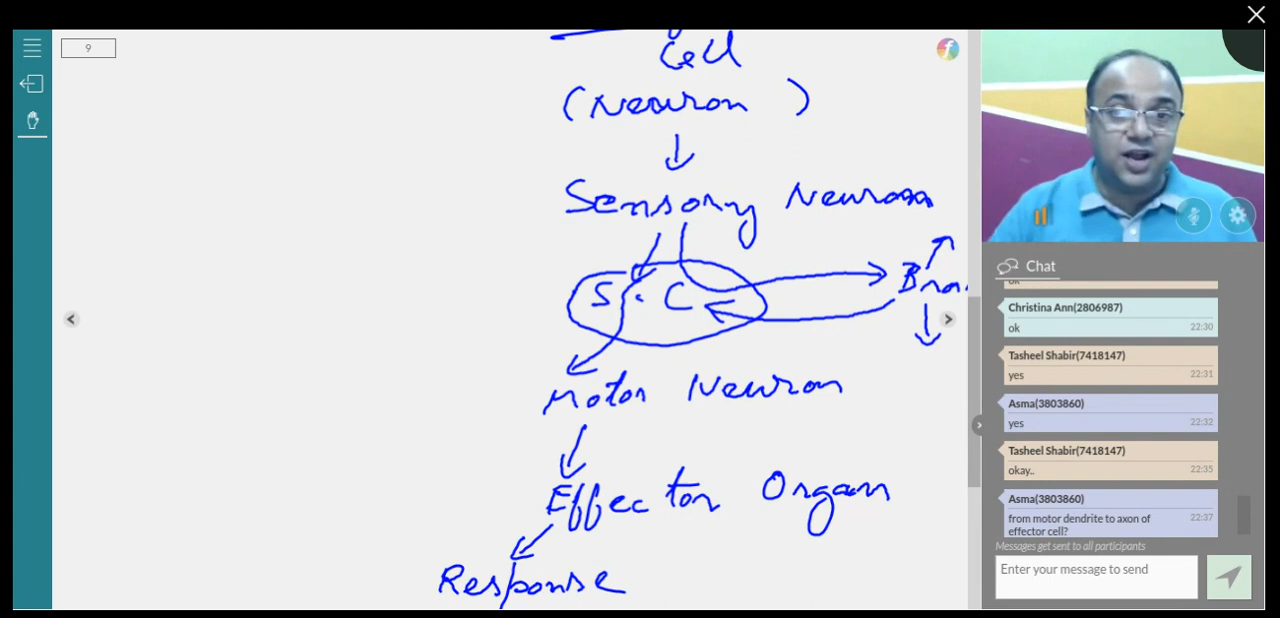 9
Cell
(Neuron)
Sensory Neuron
S.C
Motor Neuron
Effector Organ
Response
Chat
ok
Christina Ann(2806987)
ok
22:30
Tasheel Shabir(7418147)
yes
22:31
Asma(3803860)
yes
22:32
Tasheel Shabir(7418147)
okay..
22:35
Asma(3803860)
from motor dendrite to axon of
effector cell?
22:37
Messages get sent to all participants
Enter your message to send